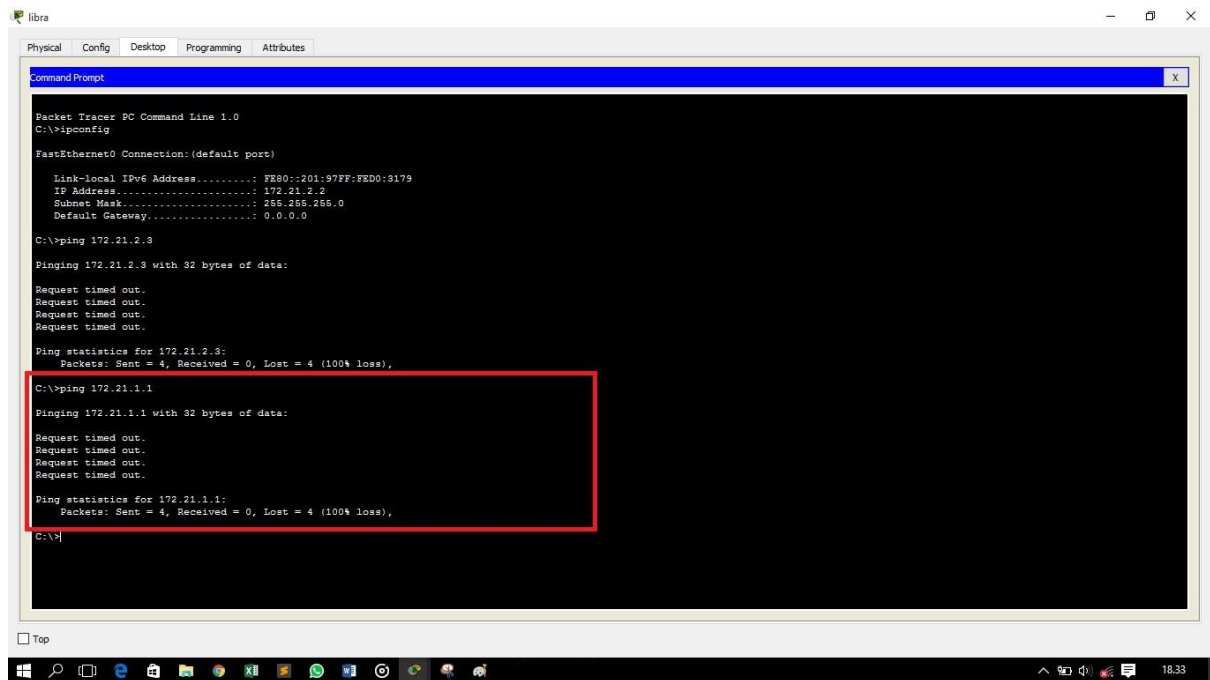 libra
Physical Config Desktop Programming Attributes
Command Prompt
X
Packet Tracer PC Command Line 1.0
C:\>ipconfig
FastEthernet0 Connection:(default port)
Link-local IPv6 Address.........: FE80::201:97FF:FED0:3179
IP Address......................: 172.21.2.2
Subnet Mask.....................: 255.255.255.0
Default Gateway.................: 0.0.0.0
C:\>ping 172.21.2.3
Pinging 172.21.2.3 with 32 bytes of data:
Request timed out.
Request timed out.
Request timed out.
Request timed out.
Ping statistics for 172.21.2.3:
Packets: Sent = 4, Received = 0, Lost = 4 (100% loss),
C:\>ping 172.21.1.1
Pinging 172.21.1.1 with 32 bytes of data:
Request timed out.
Request timed out.
Request timed out.
Request timed out.
Ping statistics for 172.21.1.1:
Packets: Sent = 4, Received = 0, Lost = 4 (100% loss),
C:\>
Top
18.33